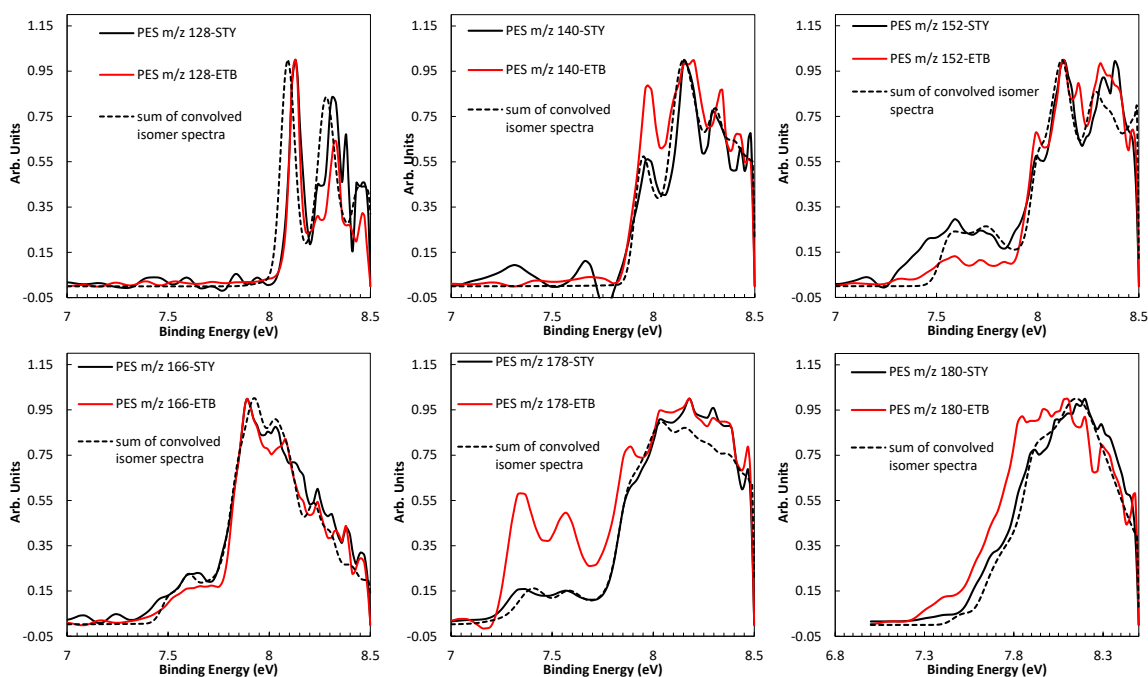 1.15
0.95
0.75
0.55
0.35
0.15
-0.05
Arb. Units
PES m/z 128-STY
PES m/z 128-ETB
sum of convolved
isomer spectra
7
7.5
8
8.5
Binding Energy (eV)
1.15
0.95
0.75
0.55
0.35
0.15
-0.05
Arb. Units
PES m/z 140-STY
PES m/z 140-ETB
sum of convolved
isomer spectra
7
7.5
8
8.5
Binding Energy (eV)
1.15
0.95
0.75
0.55
0.35
0.15
-0.05
Arb. Units
PES m/z 152-STY
PES m/z 152-ETB
sum of convolved isomer
spectra
7
7.5
8
8.5
Binding Energy (eV)
1.15
0.95
0.75
0.55
0.35
0.15
-0.05
Arb. Units
PES m/z 166-STY
PES m/z 166-ETB
sum of convolved
isomer spectra
7
7.5
8
8.5
Binding Energy (eV)
1.15
0.95
0.75
0.55
0.35
0.15
-0.05
Arb. Units
PES m/z 178-STY
PES m/z 178-ETB
sum of convolved
isomer spectra
7
7.5
8
8.5
Binding Energy (eV)
1.15
0.95
0.75
0.55
0.35
0.15
-0.05
Arb. Units
PES m/z 180-STY
PES m/z 180-ETB
sum of convolved
isomer spectra
6.8
7.3
7.8
8.3
Binding Energy (eV)